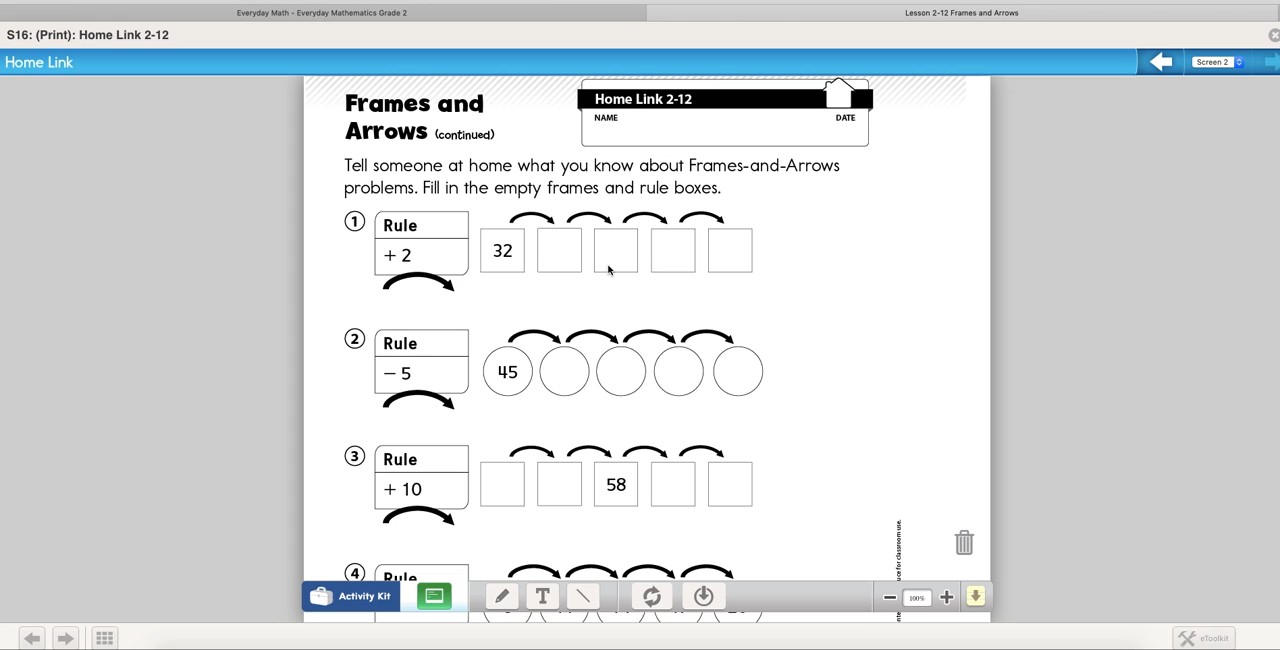 Everyday Math - Everyday Mathematics Grade 2
Lesson 2-12 Frames and Arrows
S16: (Print): Home Link 2-12
Home Link
Screen 2
Frames and
Arrows (continued)
Home Link 2-12
NAME DATE
Tell someone at home what you know about Frames-and-Arrows
problems. Fill in the empty frames and rule boxes.
1
Rule
+ 2
32
2
Rule
− 5
45
3
Rule
+ 10
58
4
Rule
Activity Kit
T
100%
eToolkit